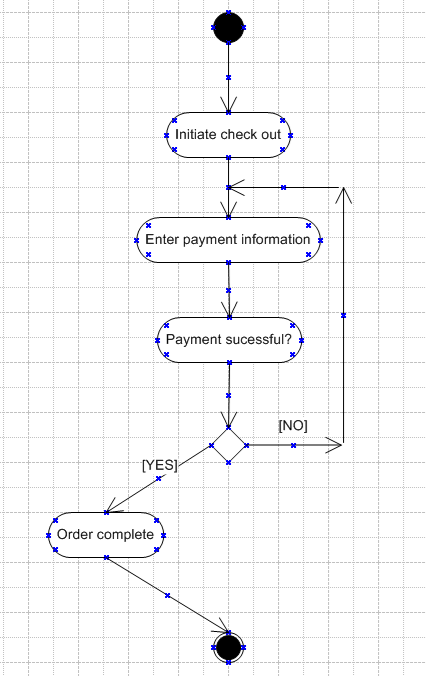 Initiate check out
Enter payment information
Payment sucessful?
[NO]
[YES]
Order complete